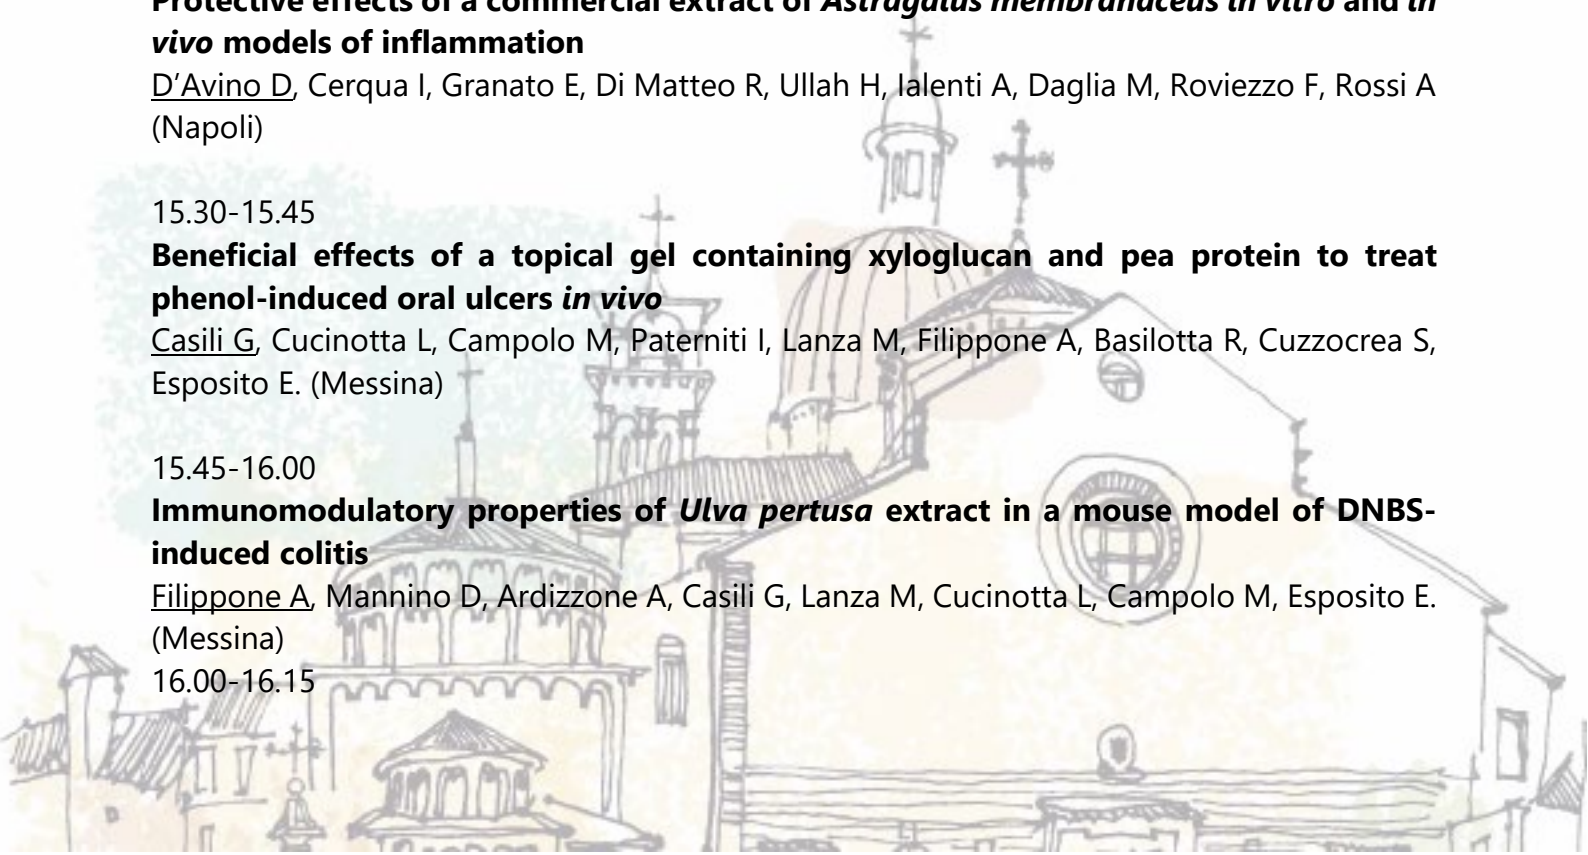 Protective effects of a commercial extract of Astragalus membranaceus in vitro and in
vivo models of inflammation
D’Avino D, Cerqua I, Granato E, Di Matteo R, Ullah H, Ialenti A, Daglia M, Roviezzo F, Rossi A
(Napoli)
15.30-15.45
Beneficial effects of a topical gel containing xyloglucan and pea protein to treat
phenol-induced oral ulcers in vivo
Casili G, Cucinotta L, Campolo M, Paterniti I, Lanza M, Filippone A, Basilotta R, Cuzzocrea S,
Esposito E. (Messina)
15.45-16.00
Immunomodulatory properties of Ulva pertusa extract in a mouse model of DNBS-
induced colitis
Filippone A, Mannino D, Ardizzone A, Casili G, Lanza M, Cucinotta L, Campolo M, Esposito E.
(Messina)
16.00-16.15